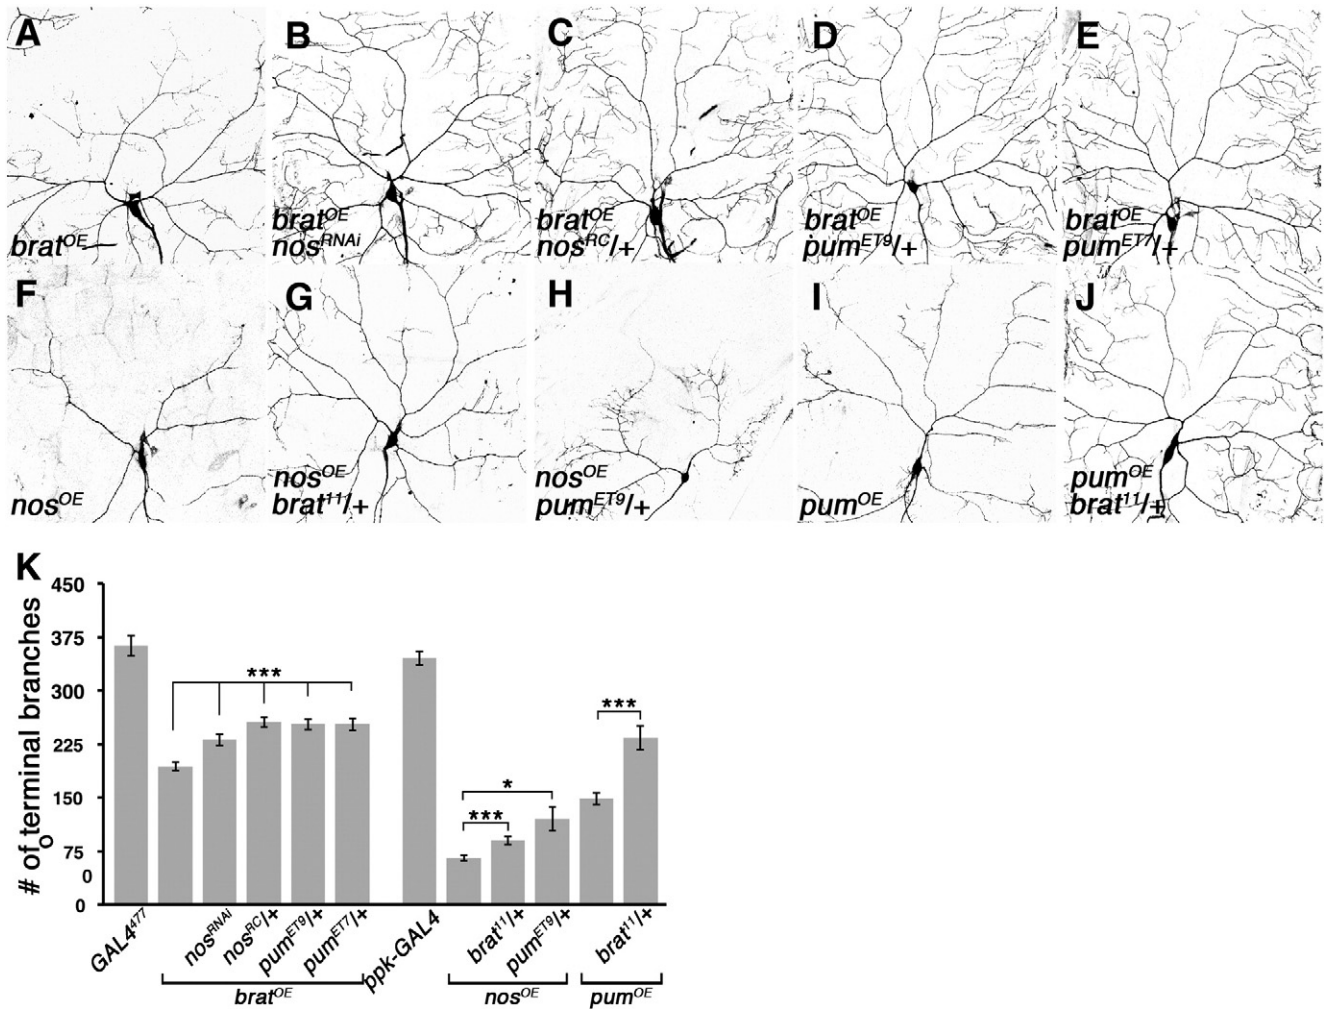 A
B
C
D
E
brat^OE
brat^OE
nos^RNAi
brat^OE
nos^RC/+
brat^OE
pum^ET9/+
brat^OE
pum^ET7/+
F
G
H
I
J
nos^OE
nos^OE
brat^11/+
nos^OE
pum^ET9/+
pum^OE
pum^OE
brat^11/+
K
# of terminal branches
o
450
375
300
225
150
75
0
0
***
***
*
***
GAL4^477
nos^RNAi
nos^RC/+
pum^ET9/+
pum^ET7/+
ppk-GAL4
brat^11/+
pum^ET9/+
brat^11/+
brat^OE
nos^OE
pum^OE